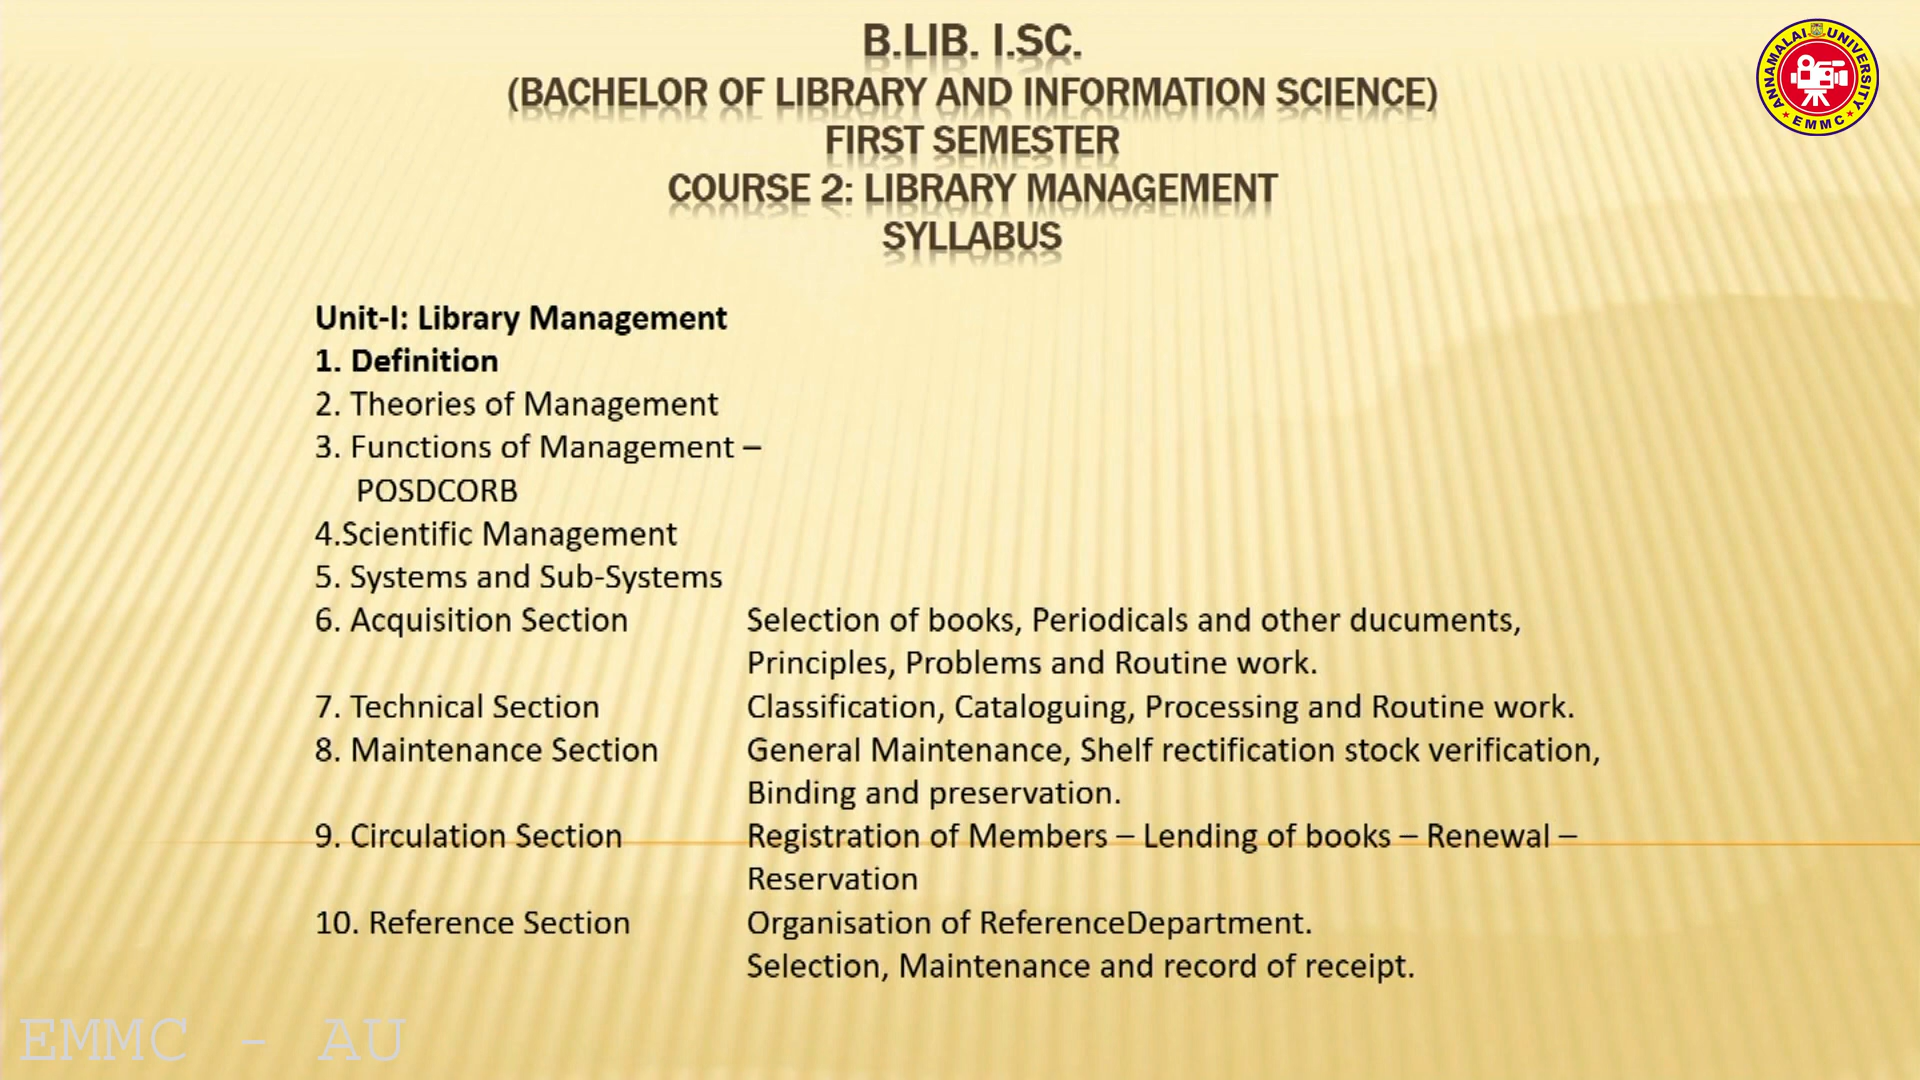 B.LIB. I.SC.
(BACHELOR OF LIBRARY AND INFORMATION SCIENCE)
FIRST SEMESTER
COURSE 2: LIBRARY MANAGEMENT
SYLLABUS
ANNAMALAI UNIVERSITY
EMMC
Unit-I: Library Management
1. Definition
2. Theories of Management
3. Functions of Management –
POSDCORB
4.Scientific Management
5. Systems and Sub-Systems
6. Acquisition Section Selection of books, Periodicals and other ducuments,
Principles, Problems and Routine work.
7. Technical Section Classification, Cataloguing, Processing and Routine work.
8. Maintenance Section General Maintenance, Shelf rectification stock verification,
Binding and preservation.
9. Circulation Section Registration of Members – Lending of books – Renewal –
Reservation
10. Reference Section Organisation of ReferenceDepartment.
Selection, Maintenance and record of receipt.
EMMC - AU